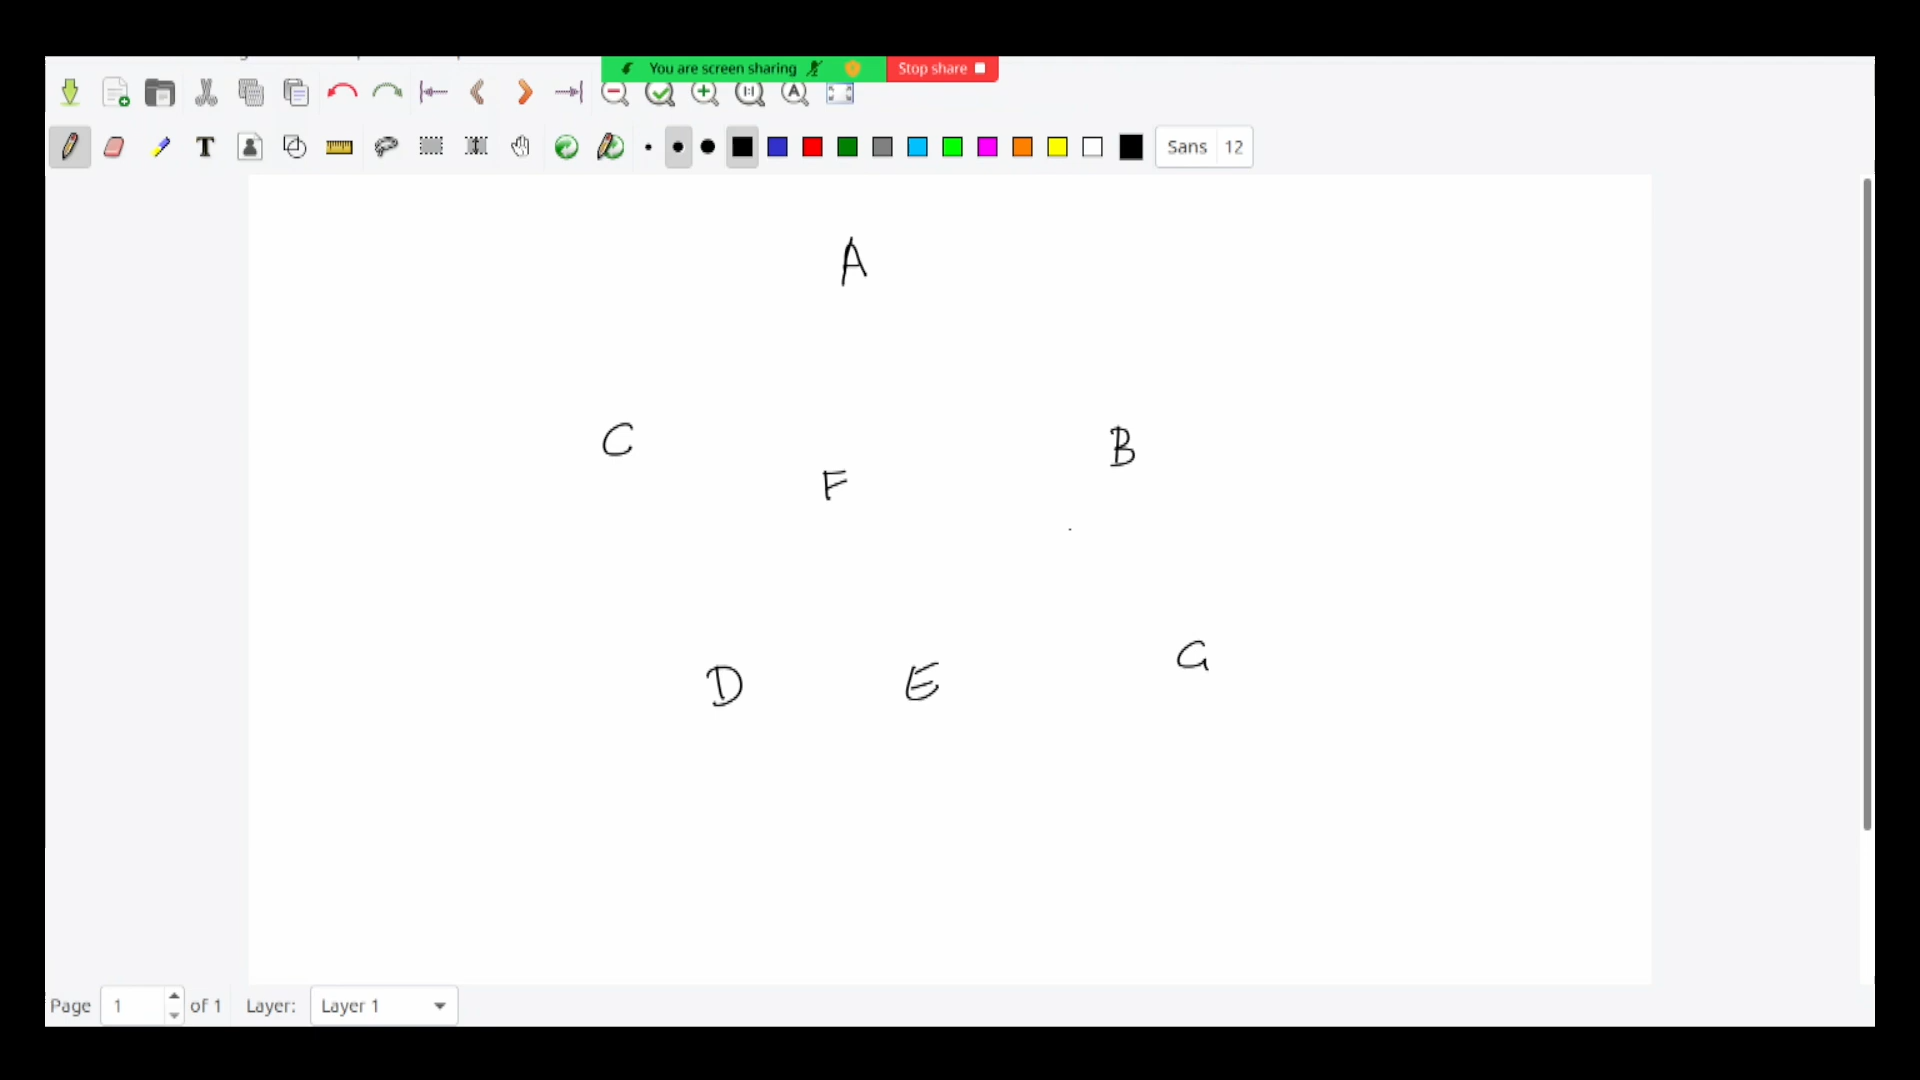 You are screen sharing Stop share
T Sans 12
A
C B
F
G
D E
Page 1 of 1 Layer: Layer 1